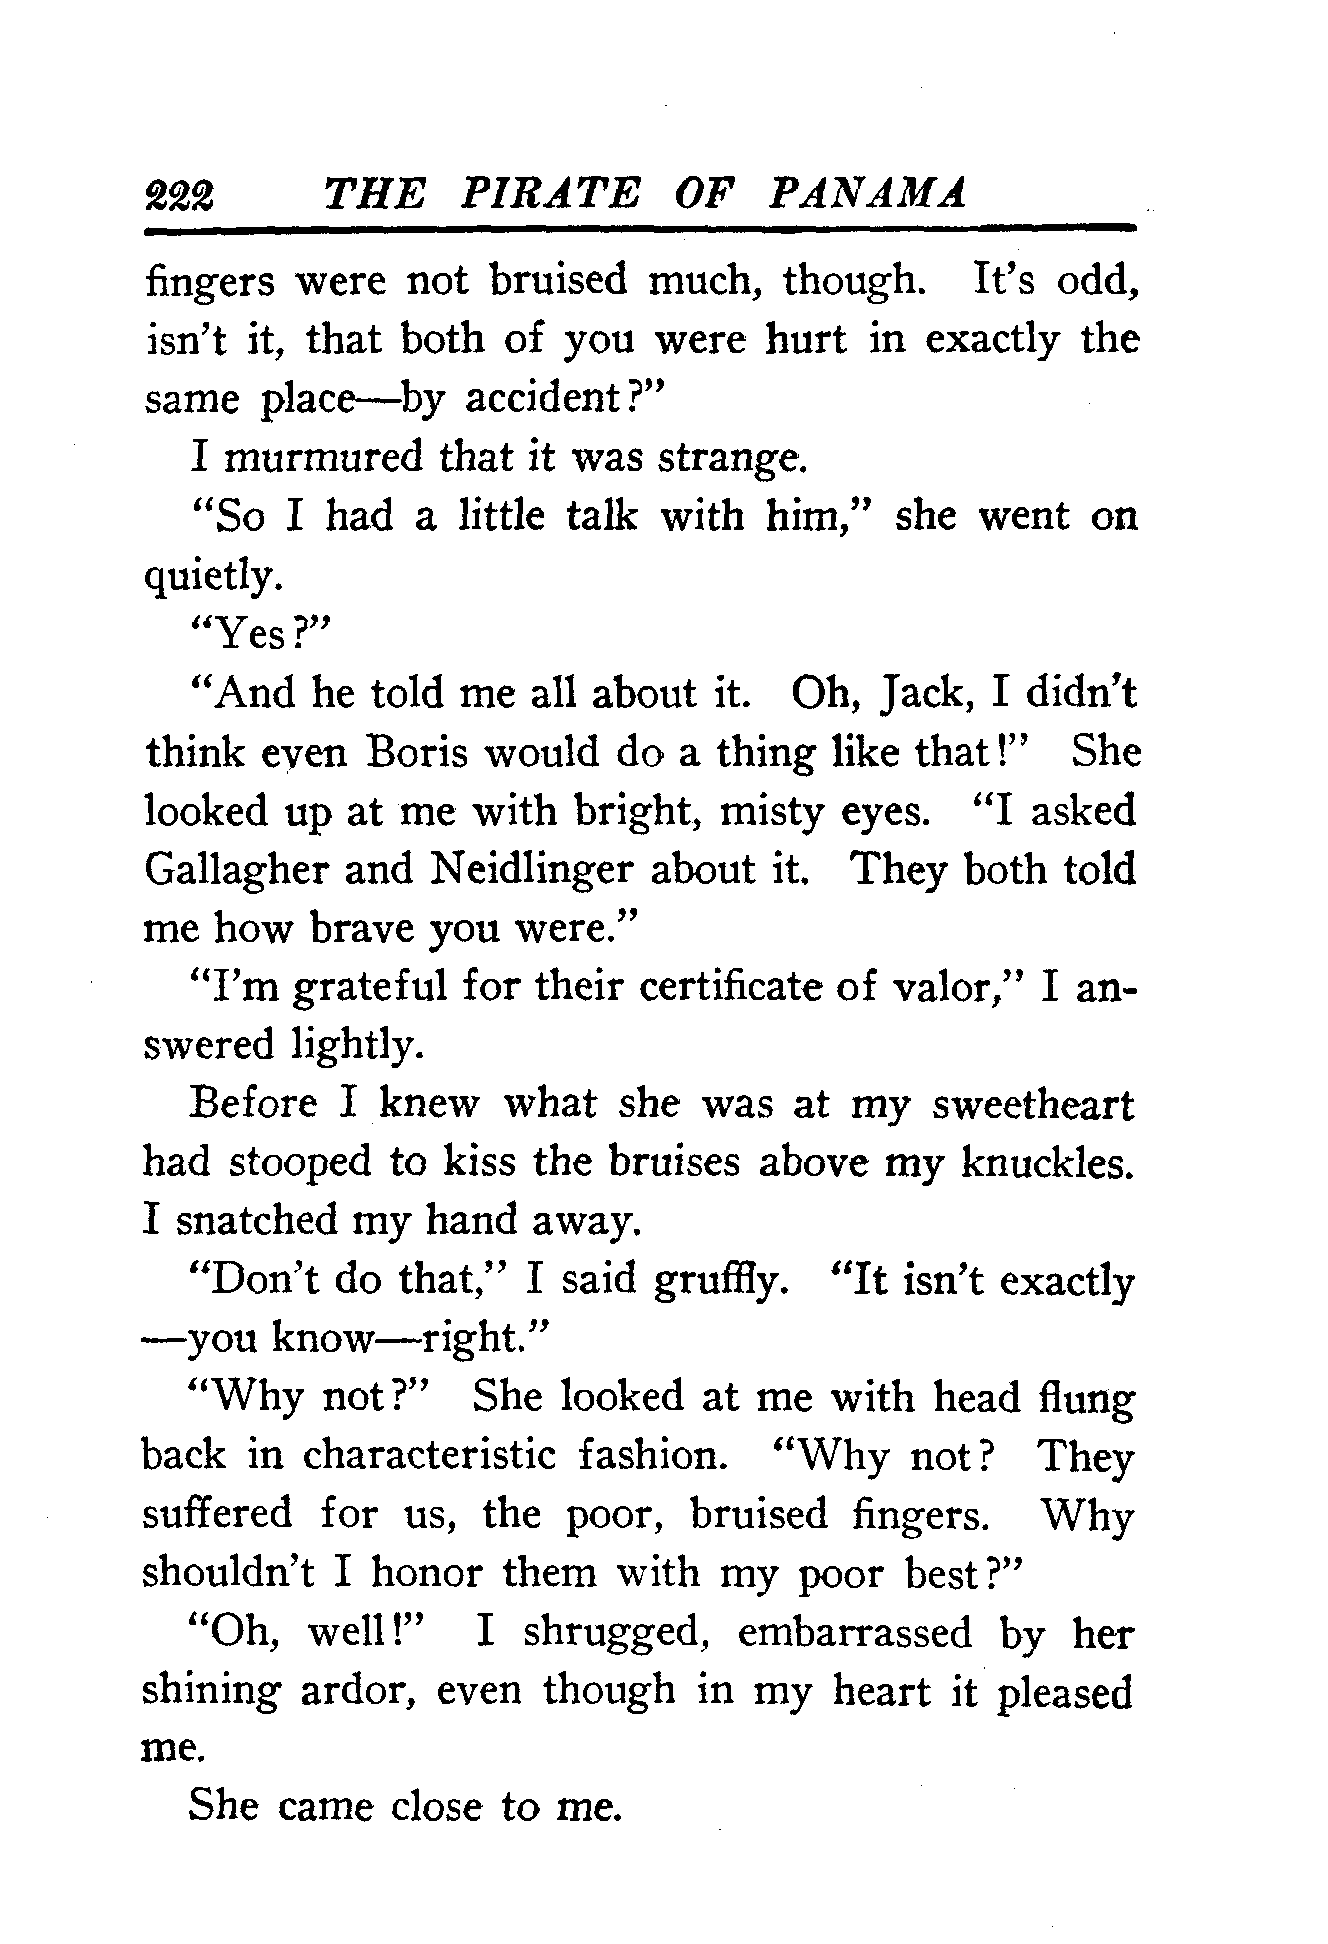 222 THE PIRATE OF PANAMA
fingers were not bruised much, though. It's odd,
isn't it, that both of you were hurt in exactly the
same place—by accident?"
I murmured that it was strange.
"So I had a little talk with him," she went on
quietly.
"Yes?"
"And he told me all about it. Oh, Jack, I didn't
think even Boris would do a thing like that!" She
looked up at me with bright, misty eyes. "I asked
Gallagher and Neidlinger about it. They both told
me how brave you were."
"I'm grateful for their certificate of valor," I an-
swered lightly.
Before I knew what she was at my sweetheart
had stooped to kiss the bruises above my knuckles.
I snatched my hand away.
"Don't do that," I said gruffly. "It isn't exactly
—you know—right."
"Why not?" She looked at me with head flung
back in characteristic fashion. "Why not? They
suffered for us, the poor, bruised fingers. Why
shouldn't I honor them with my poor best?"
"Oh, well!" I shrugged, embarrassed by her
shining ardor, even though in my heart it pleased
me.
She came close to me.